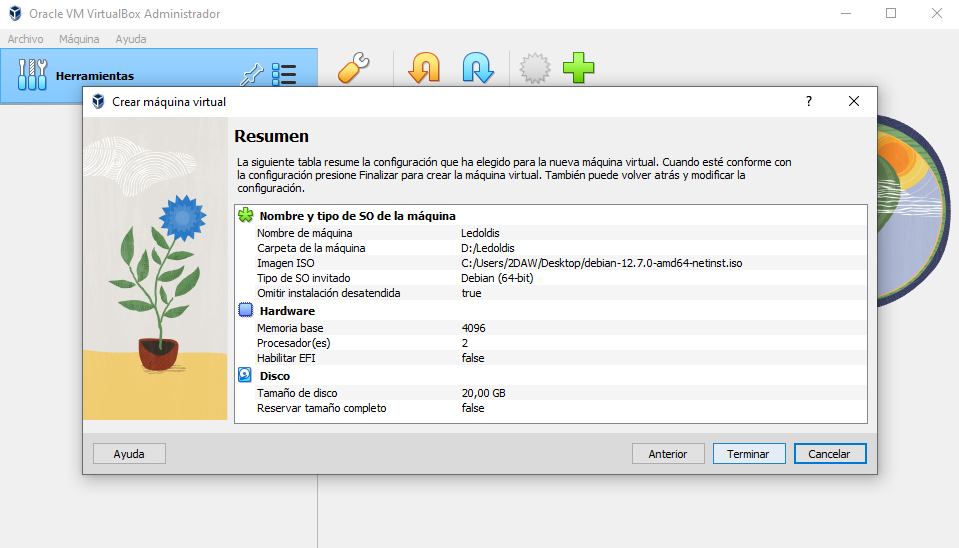 Oracle VM VirtualBox Administrador
Archivo Máquina Ayuda
Herramientas
Crear máquina virtual
?
Resumen
La siguiente tabla resume la configuración que ha elegido para la nueva máquina virtual. Cuando esté conforme con
la configuración presione Finalizar para crear la máquina virtual. También puede volver atrás y modificar la
configuración.
Nombre y tipo de SO de la máquina
Nombre de máquina Ledoldis
Carpeta de la máquina D:/Ledoldis
Imagen ISO C:/Users/2DAW/Desktop/debian-12.7.0-amd64-netinst.iso
Tipo de SO invitado Debian (64-bit)
Omitir instalación desatendida true
Hardware
Memoria base 4096
Procesador(es) 2
Habilitar EFI false
Disco
Tamaño de disco 20,00 GB
Reservar tamaño completo false
Ayuda Anterior Terminar Cancelar